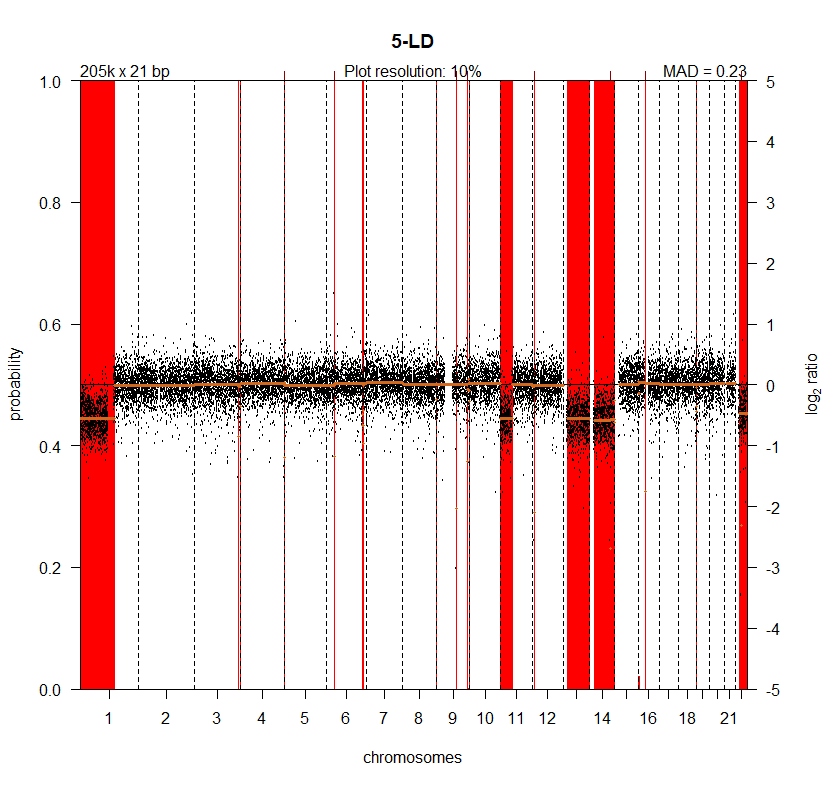 5-LD
205k x 21 bp Plot resolution: 10% MAD = 0.23
1.0 5
4
0.8 3
2
0.6 1
probability 0 log2 ratio
0.4 -1
-2
0.2 -3
-4
0.0 -5
1 2 3 4 5 6 7 8 9 10 11 12 14 16 18 21
chromosomes